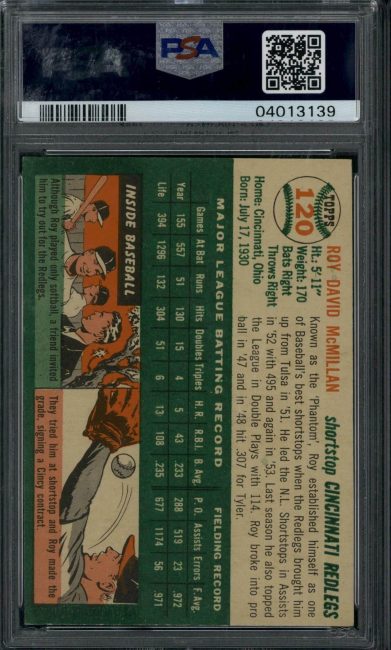 PSA
04013139
TOPPS
120
ROY DAVID McMILLAN
shortstop CINCINNATI REDLEGS
Ht.: 5' 11"
Weight: 170
Bats Right
Throws Right
Home: Cincinnati, Ohio
Born: July 17, 1930
Known as the 'Phantom', Roy established himself as one
of Baseball's best shortstops when the Redlegs brought him
up from Tulsa in '51. He led the N.L. Shortstops in Assists
in '52 with 495 and again in '53. Last season he also topped
the League in Double Plays with 114. Roy broke into pro
ball in '47 and in '48 hit .307 for Tyler.
MAJOR LEAGUE BATTING RECORD FIELDING RECORD
Games At Bat Runs Hits Doubles Triples H.R. R.B.I. B.Avg. P.O. Assists Errors F.Avg.
Year 155 557 51 130 15 4 5 43 .233 288 519 23 .972
Life 394 1296 132 304 51 6 13 108 .235 677 1174 56 .971
INSIDE BASEBALL
Although Roy played only softball, a friend invited
him to try out for the Redlegs.
They tried him at shortstop and Roy made the
grade, signing a Cincy contract.